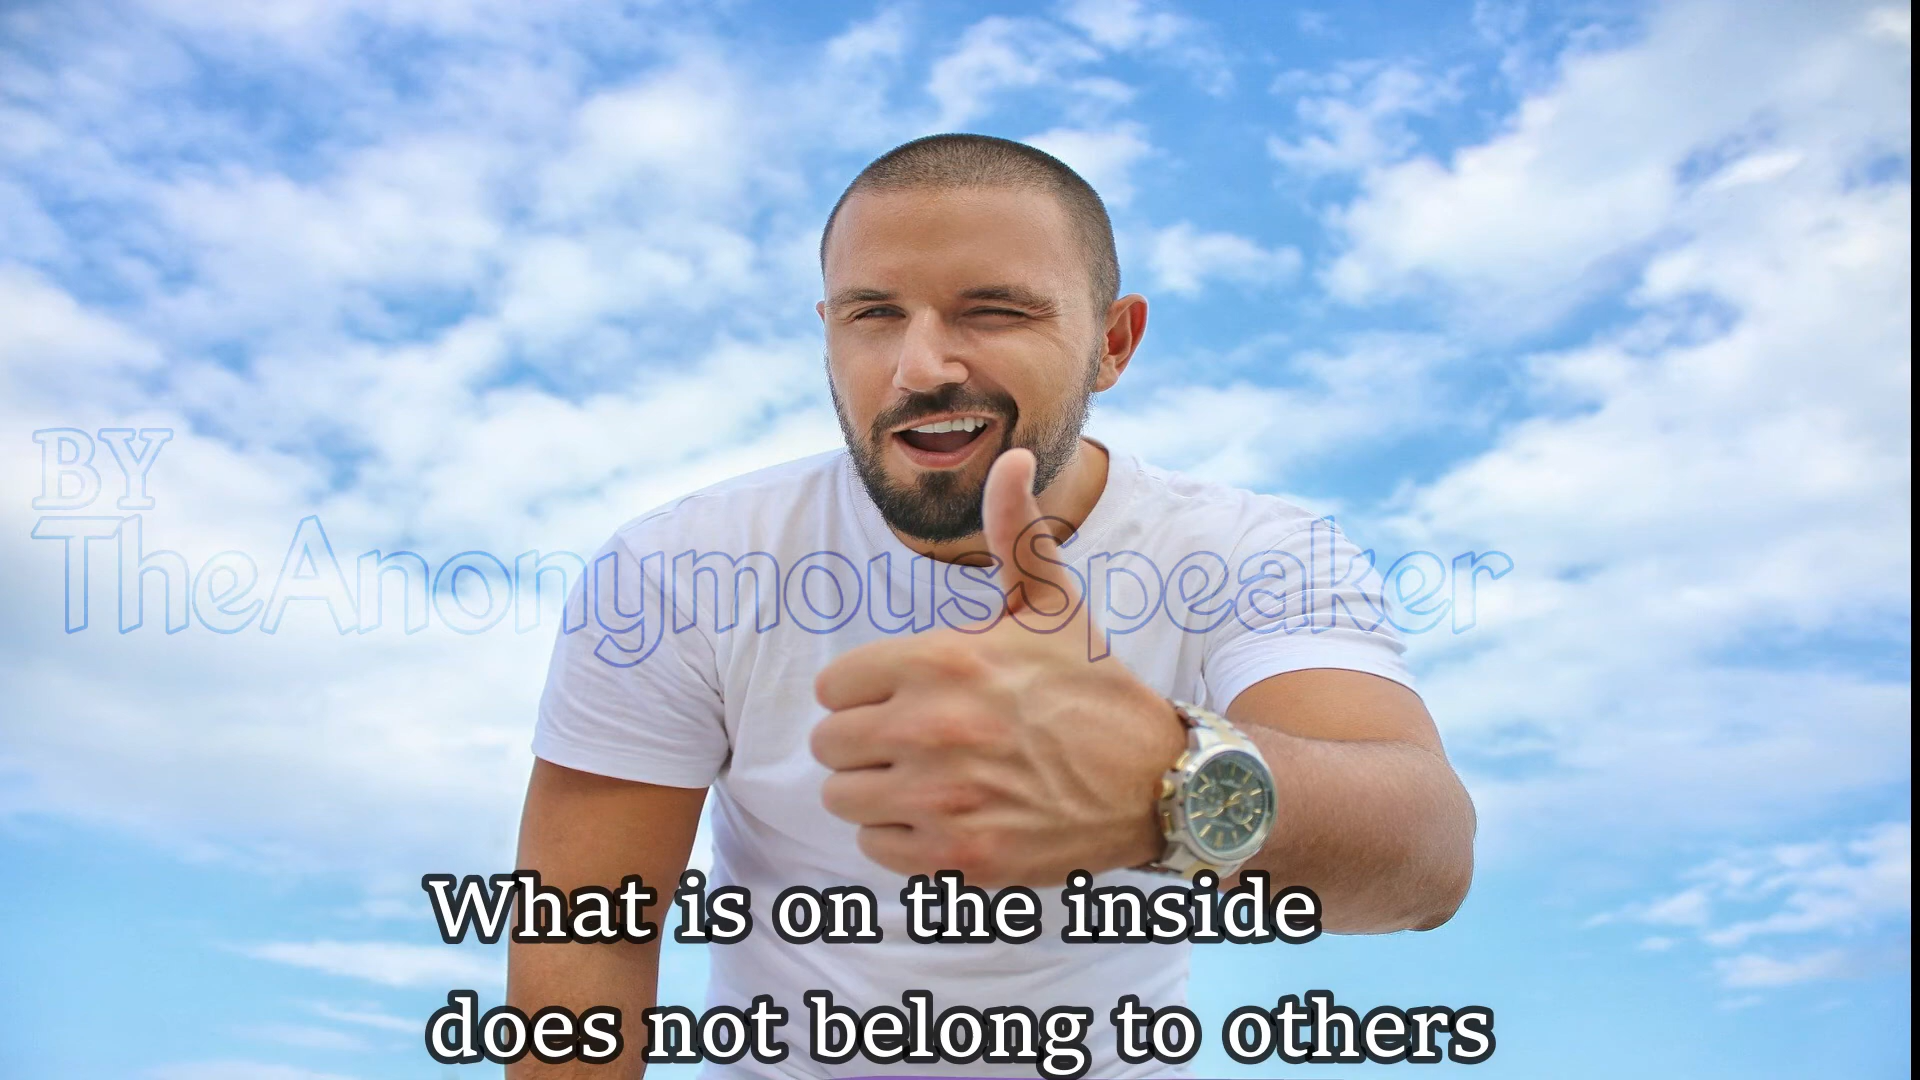 BY
TheAnonymousSpeaker
What is on the inside
does not belong to others